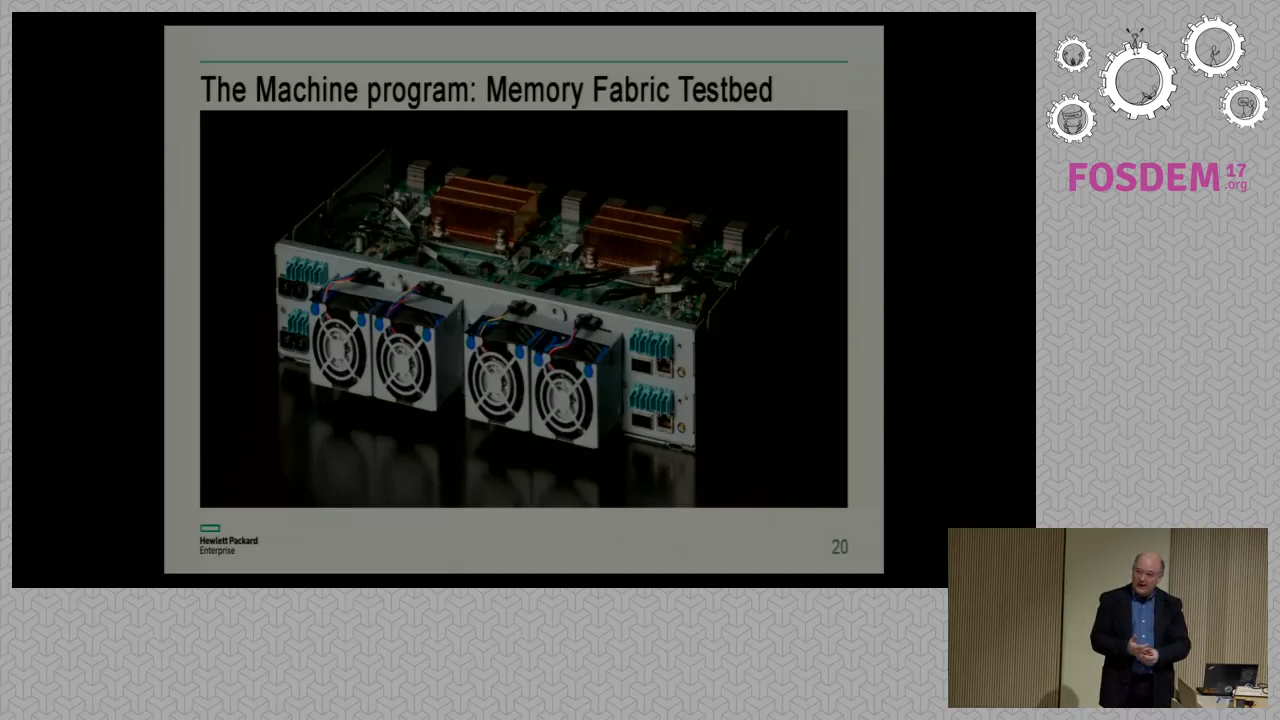 The Machine program: Memory Fabric Testbed
Hewlett Packard
Enterprise
20
FOSDEM 17
.org